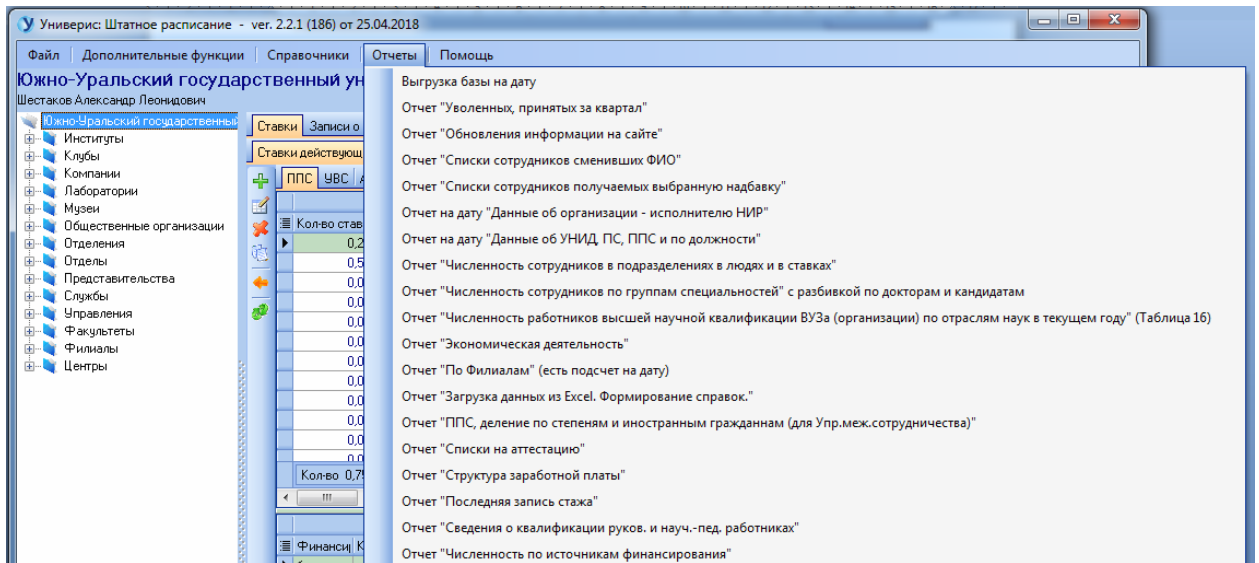 Универис: Штатное расписание - ver. 2.2.1 (186) от 25.04.2018
Файл Дополнительные функции Справочники Отчеты Помощь
Южно-Уральский государственный ун
Шестаков Александр Леонидович
Южно-Уральский государственный
Институты
Клубы
Компании
Лаборатории
Музеи
Общественные организации
Отделения
Отделы
Представительства
Службы
Управления
Факультеты
Филиалы
Центры
Ставки Записи о
Ставки действующ
ППС УВС
Кол-во став
0,2
0,5
0,0
0,0
0,0
0,0
0,0
0,0
0,0
0,0
0,0
0,0
Кол-во 0,7
Финанси К
Выгрузка базы на дату
Отчет "Уволенных, принятых за квартал"
Отчет "Обновления информации на сайте"
Отчет "Списки сотрудников сменивших ФИО"
Отчет "Списки сотрудников получаемых выбранную надбавку"
Отчет на дату "Данные об организации - исполнителю НИР"
Отчет на дату "Данные об УНИД, ПС, ППС и по должности"
Отчет "Численность сотрудников в подразделениях в людях и в ставках"
Отчет "Численность сотрудников по группам специальностей" с разбивкой по докторам и кандидатам
Отчет "Численность работников высшей научной квалификации ВУЗа (организации) по отраслям наук в текущем году" (Таблица 16)
Отчет "Экономическая деятельность"
Отчет "По Филиалам" (есть подсчет на дату)
Отчет "Загрузка данных из Excel. Формирование справок."
Отчет "ППС, деление по степеням и иностранным гражданнам (для Упр.меж.сотрудничества)"
Отчет "Списки на аттестацию"
Отчет "Структура заработной платы"
Отчет "Последняя запись стажа"
Отчет "Сведения о квалификации руков. и науч.-пед. работниках"
Отчет "Численность по источникам финансирования"